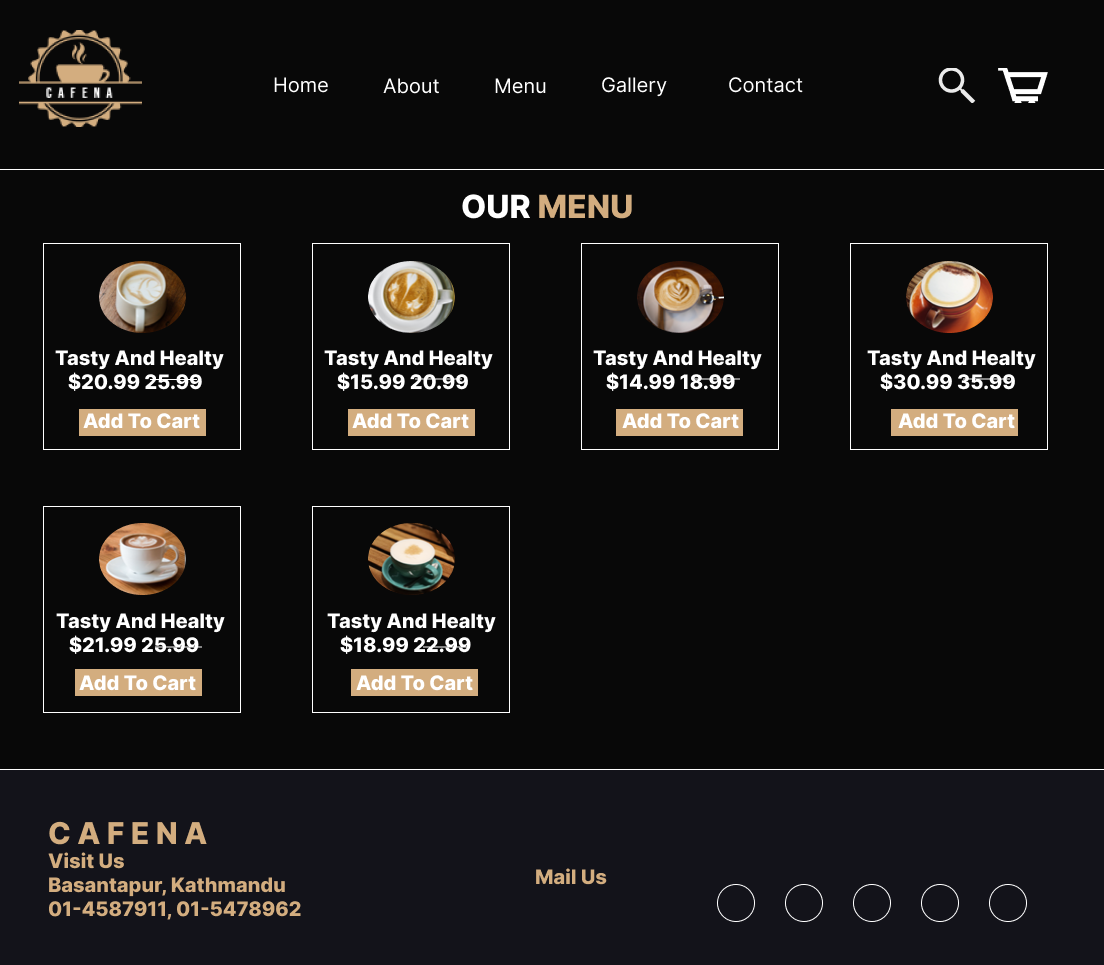 CAFENA
Home About Menu Gallery Contact
OUR MENU
Tasty And Healty
$20.99 25.99
Add To Cart
Tasty And Healty
$15.99 20.99
Add To Cart
Tasty And Healty
$14.99 18.99
Add To Cart
Tasty And Healty
$30.99 35.99
Add To Cart
Tasty And Healty
$21.99 25.99
Add To Cart
Tasty And Healty
$18.99 22.99
Add To Cart
CAFENA
Visit Us
Basantapur, Kathmandu
01-4587911, 01-5478962
Mail Us